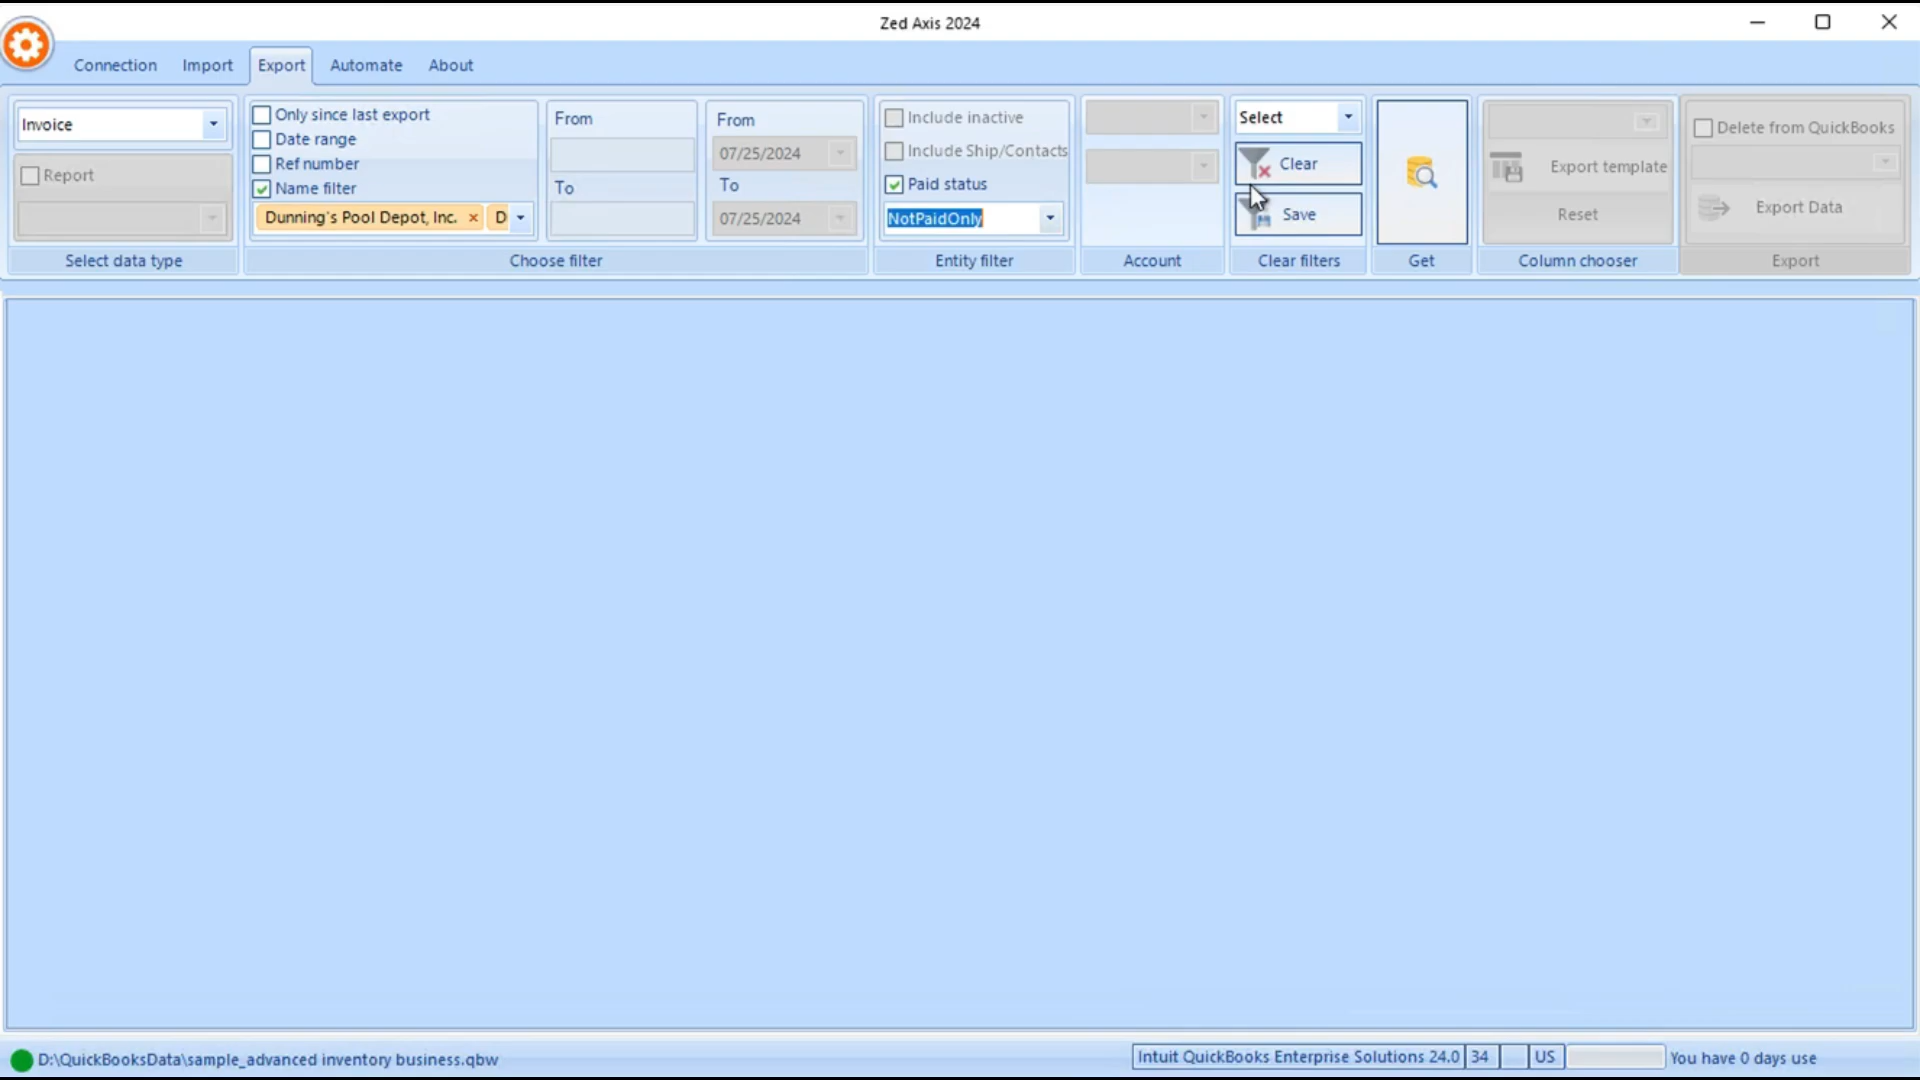 Zed Axis 2024
Connection
Import
Export
Automate
About
Invoice
Report
Select data type
Only since last export
Date range
Ref number
Name filter
Dunning's Pool Depot, Inc. × D
From
To
From
07/25/2024
To
07/25/2024
Choose filter
Include inactive
Include Ship/Contacts
Paid status
NotPaidOnly
Entity filter
Account
Select
Clear
Save
Clear filters
Get
Export template
Reset
Column chooser
Delete from QuickBooks
Export Data
Export
D:\QuickBooksData\sample_advanced inventory business.qbw
Intuit QuickBooks Enterprise Solutions 24.0
34
US
You have 0 days use